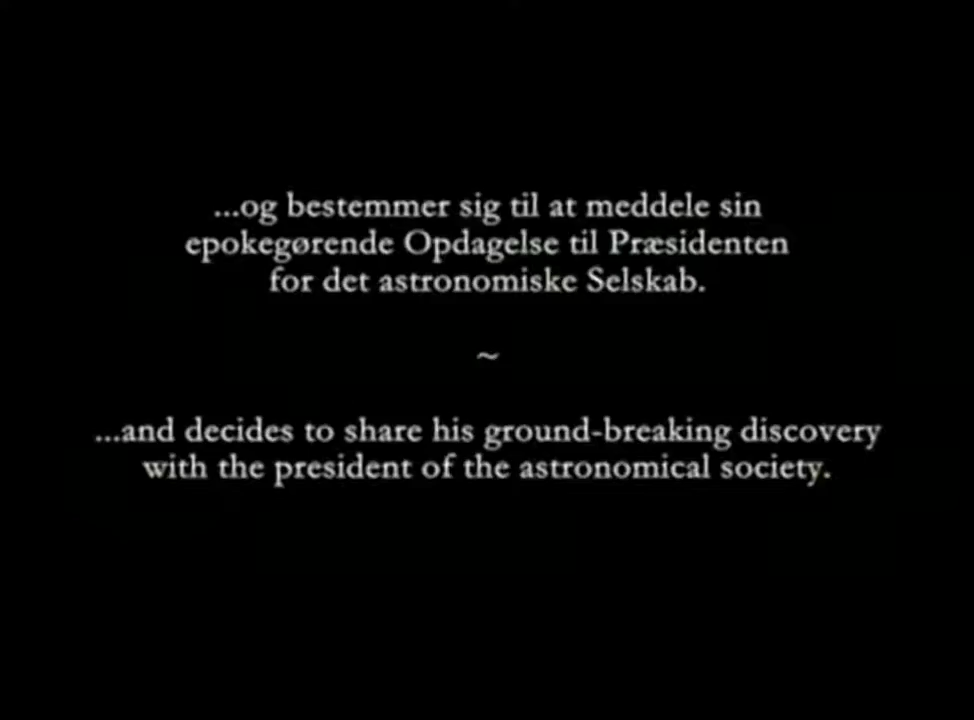 ...og bestemmer sig til at meddele sin
epokegørende Opdagelse til Præsidenten
for det astronomiske Selskab.
~
...and decides to share his ground-breaking discovery
with the president of the astronomical society.